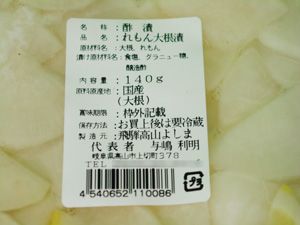 名称：酢漬
品名：れもん大根漬
原材料名：大根、れもん
漬け原材料：食塩、グラニュー糖、
醸造酢
内容量：140g
原料原産地：国産
(大根)
賞味期限：枠外記載
保存方法：お買上後は要冷蔵
製造元：飛騨高山よしま
代表者 与嶋 利明
岐阜県高山市上切町378
TEL
4540652110086
プラ